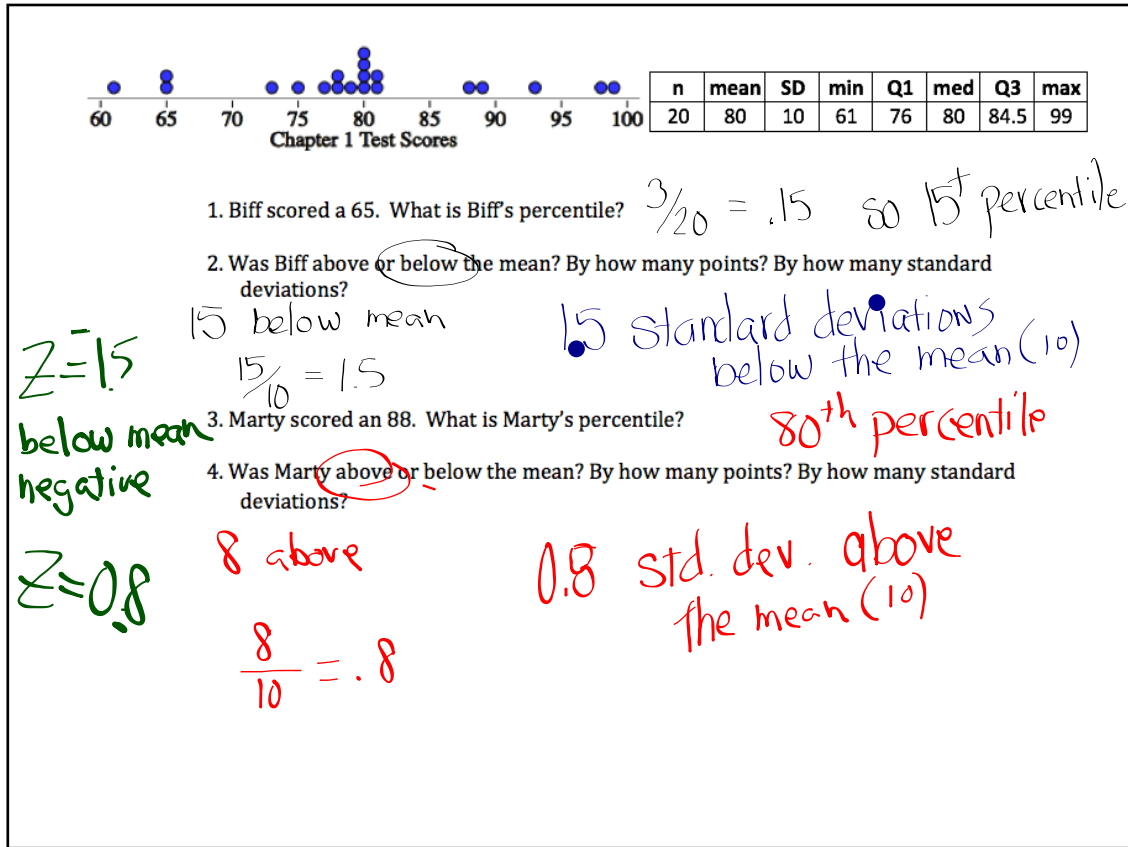 60 65 70 75 80 85 90 95 100
Chapter 1 Test Scores
n mean SD min Q1 med Q3 max
20 80 10 61 76 80 84.5 99
1. Biff scored a 65. What is Biff's percentile?
3/20 = .15 so 15t percentile
2. Was Biff above or below the mean? By how many points? By how many standard
deviations?
15 below mean
15/10 = 1.5
1.5 standard deviations
below the mean (10)
Z = -1.5
below mean
negative
3. Marty scored an 88. What is Marty's percentile?
80th percentile
4. Was Marty above or below the mean? By how many points? By how many standard
deviations?
8 above
8/10 = .8
0.8 std. dev. above
the mean (10)
Z = 0.8